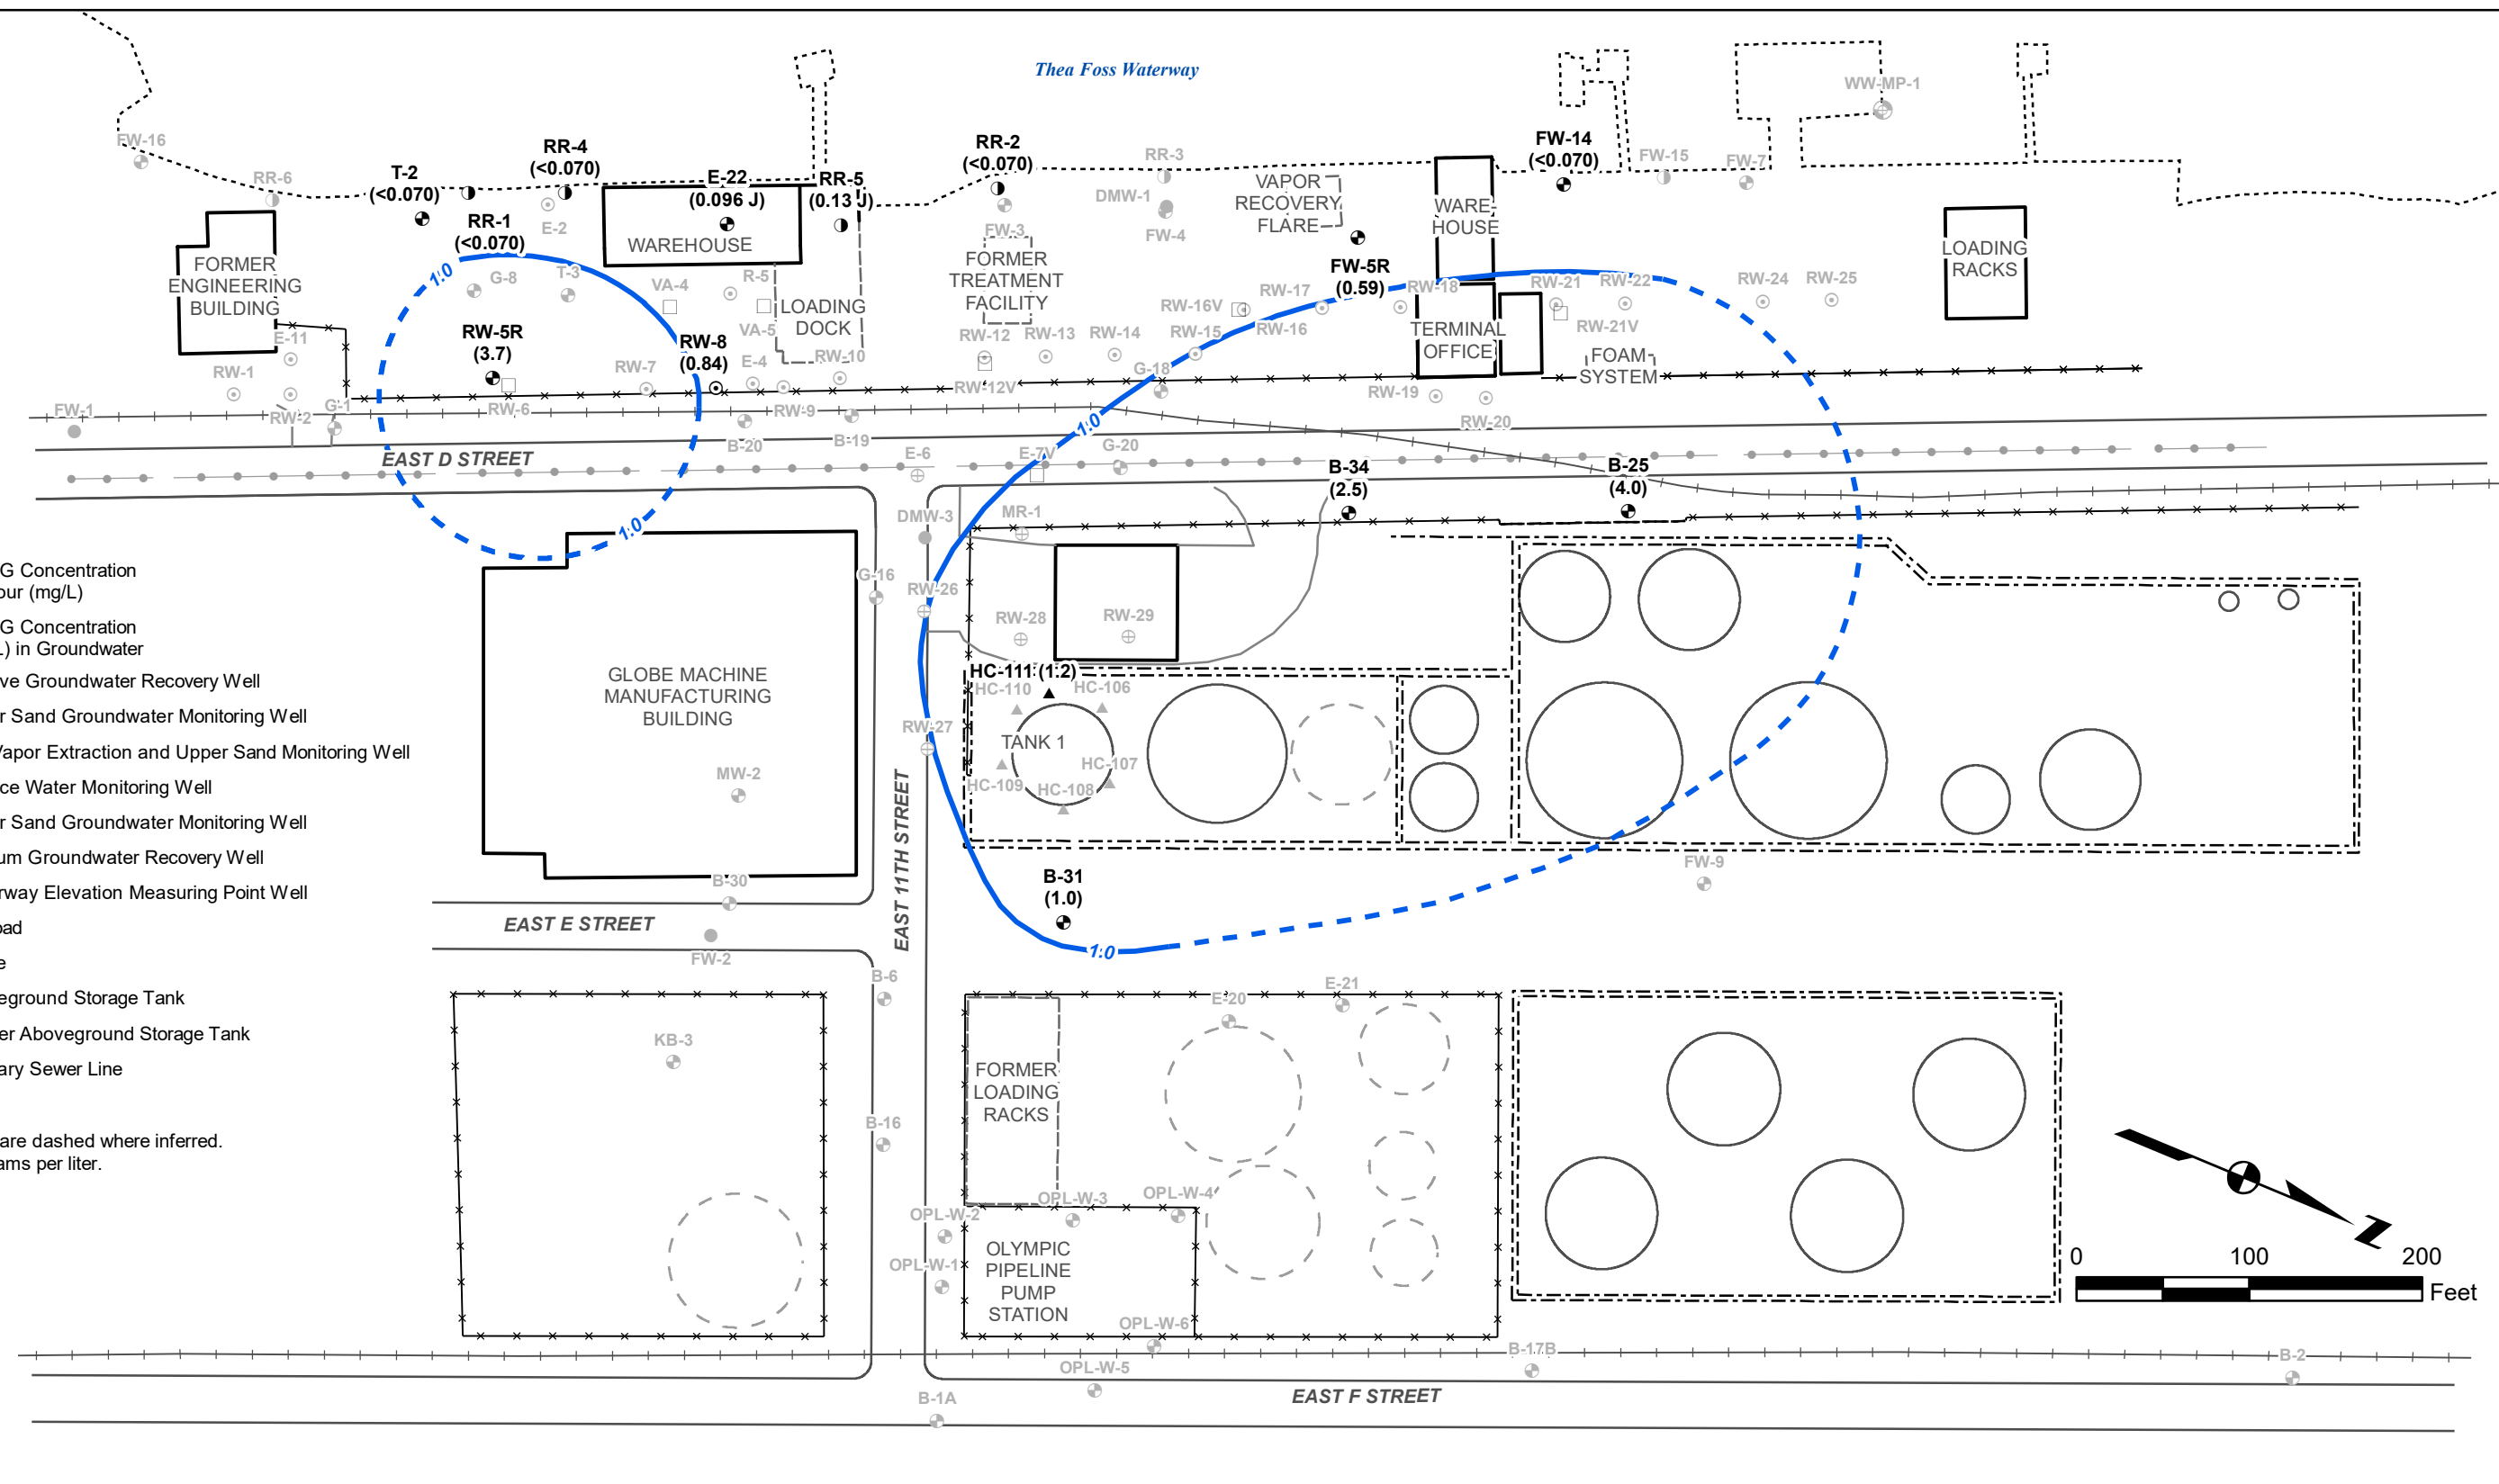 Thea Foss Waterway
WW-MP-1
FW-16
RR-6
T-2
(<0.070)
RR-4
(<0.070)
E-2
RR-1
(<0.070)
E-22
(0.096 J)
WAREHOUSE
RR-5
(0.13 J)
RR-2
(<0.070)
FW-3
RR-3
DMW-1
FW-4
VAPOR
RECOVERY
FLARE
WARE-
HOUSE
FW-14
(<0.070)
FW-15
FW-7
LOADING
RACKS
FORMER
ENGINEERING
BUILDING
1.0
G-8
T-3
VA-4
R-5
VA-5
LOADING
DOCK
FORMER
TREATMENT
FACILITY
FW-5R
(0.59)
RW-16V
RW-17
RW-16
RW-18
RW-21
RW-22
RW-21V
RW-24
RW-25
E-11
RW-1
RW-2
G-1
FW-1
RW-5R
(3.7)
RW-6
RW-7
RW-8
(0.84)
E-4
RW-9
RW-10
RW-12
RW-12V
RW-13
RW-14
RW-15
G-18
TERMINAL
OFFICE
FOAM
SYSTEM
RW-19
RW-20
B-20
B-19
1.0
EAST D STREET
E-6
E-7V
G-20
B-34
(2.5)
B-25
(4.0)
1.0
DMW-3
MR-1
G-16
RW-26
RW-28
RW-29
HC-111 (1.2)
HC-110
HC-106
RW-27
TANK 1
HC-109
HC-108
HC-107
GLOBE MACHINE
MANUFACTURING
BUILDING
MW-2
EAST 11TH STREET
B-30
EAST E STREET
FW-2
B-31
(1.0)
1.0
FW-9
B-6
KB-3
B-16
E-20
E-21
FORMER
LOADING
RACKS
OPL-W-3
OPL-W-4
OPL-W-2
OPL-W-1
OLYMPIC
PIPELINE
PUMP
STATION
OPL-W-6
OPL-W-5
B-1A
B-17B
B-2
EAST F STREET
G Concentration
our (mg/L)
G Concentration
L) in Groundwater
ve Groundwater Recovery Well
r Sand Groundwater Monitoring Well
Vapor Extraction and Upper Sand Monitoring Well
ce Water Monitoring Well
r Sand Groundwater Monitoring Well
um Groundwater Recovery Well
rway Elevation Measuring Point Well
oad
e
eground Storage Tank
er Aboveground Storage Tank
ary Sewer Line
are dashed where inferred.
ams per liter.
N
0 100 200
Feet